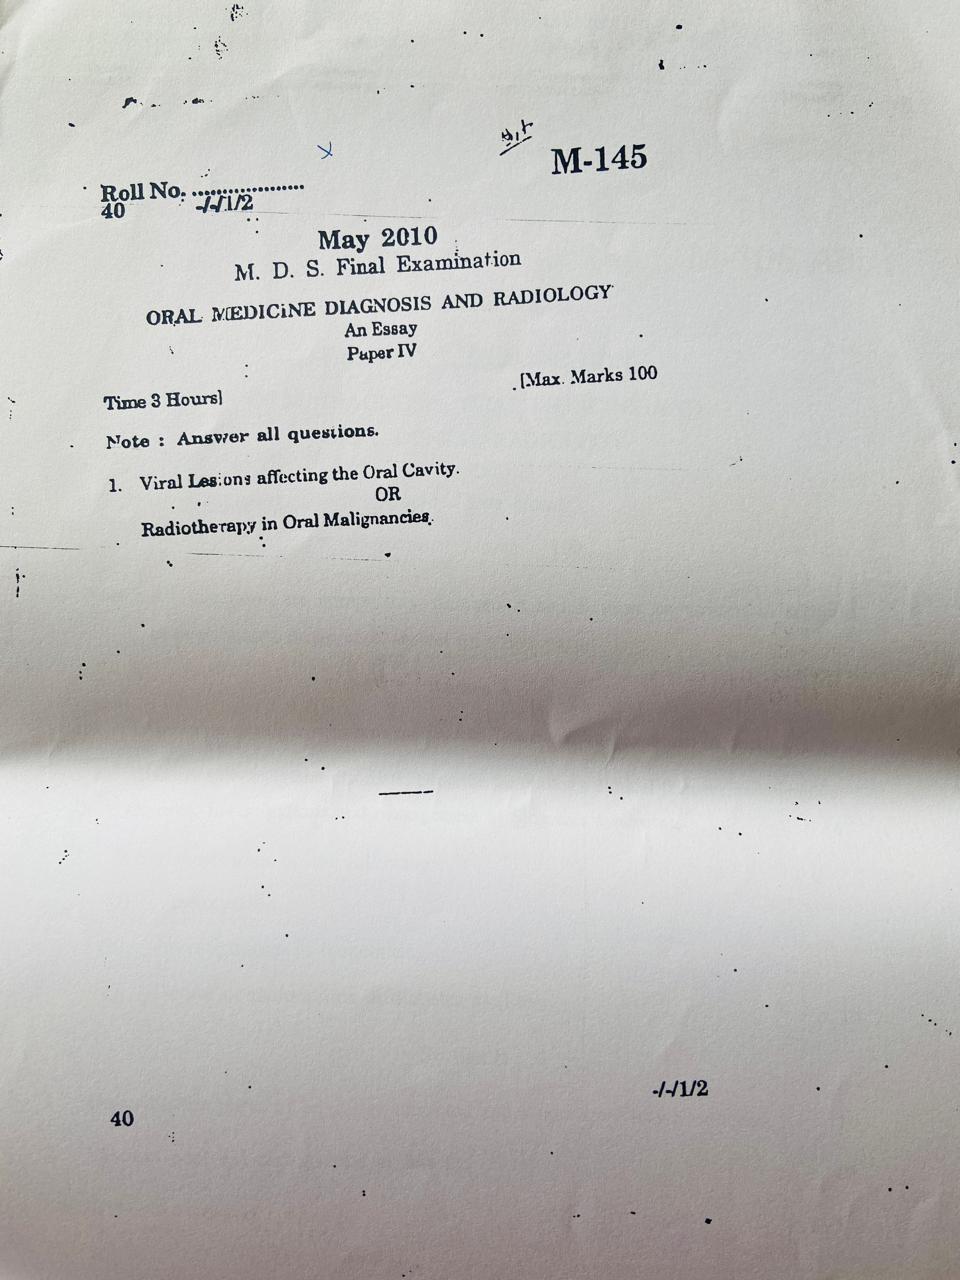 M-145
Roll No. ....................
40 -/-/1/2
May 2010
M. D. S. Final Examination
ORAL MEDICINE DIAGNOSIS AND RADIOLOGY
An Essay
Paper IV
Time 3 Hours]
[Max. Marks 100
Note : Answer all questions.
1. Viral Lesions affecting the Oral Cavity.
OR
Radiotherapy in Oral Malignancies.
-/-/1/2
40